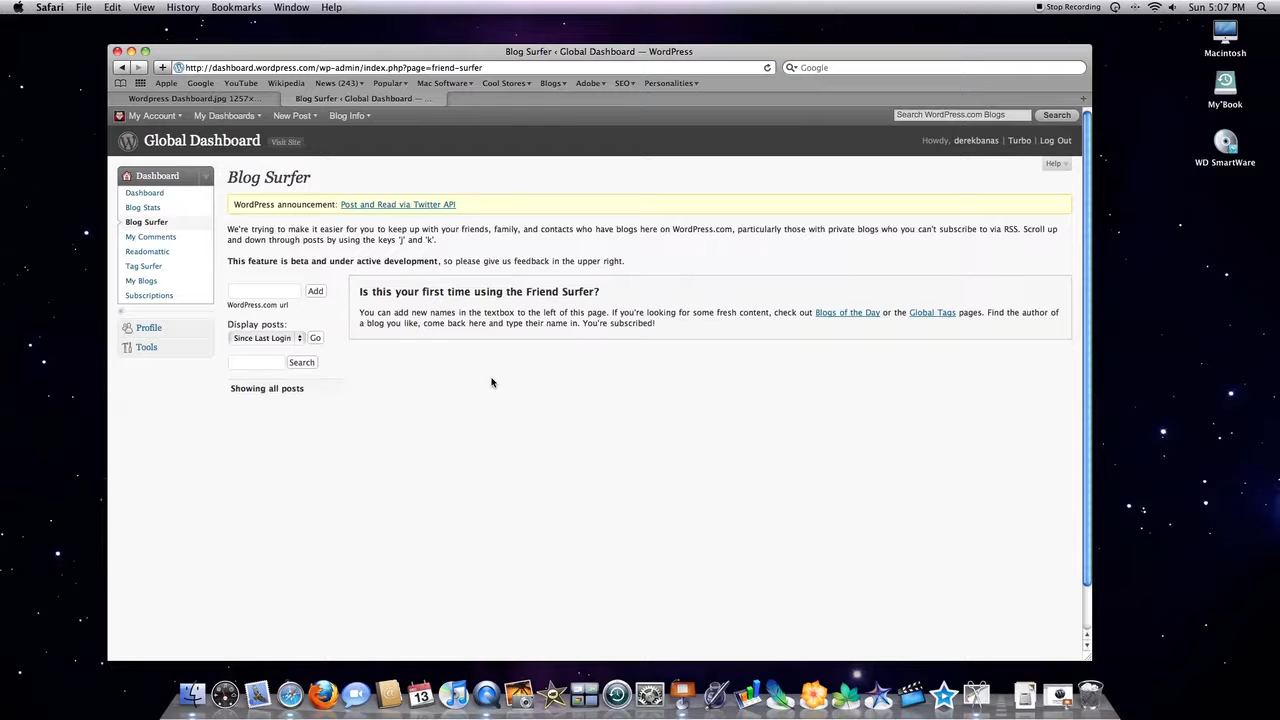 Safari File Edit View History Bookmarks Window Help Stop Recording Sun 5:07 PM
Macintosh
My Book
WD SmartWare
Blog Surfer ‹ Global Dashboard — WordPress
http://dashboard.wordpress.com/wp-admin/index.php?page=friend-surfer Google
Apple Google YouTube Wikipedia News (243) Popular Mac Software Cool Stores Blogs Adobe SEO Personalities
Wordpress Dashboard.jpg 1257×... Blog Surfer ‹ Global Dashboard — ...
My Account My Dashboards New Post Blog Info Search WordPress.com Blogs Search
Global Dashboard Visit Site Howdy, derekbanas | Turbo | Log Out
Help
Dashboard
Dashboard
Blog Stats
Blog Surfer
My Comments
Readomattic
Tag Surfer
My Blogs
Subscriptions
Profile
Tools
Blog Surfer
WordPress announcement: Post and Read via Twitter API
We're trying to make it easier for you to keep up with your friends, family, and contacts who have blogs here on WordPress.com, particularly those with private blogs who you can't subscribe to via RSS. Scroll up
and down through posts by using the keys 'j' and 'k'.
This feature is beta and under active development, so please give us feedback in the upper right.
Add
WordPress.com url
Display posts:
Since Last Login Go
Search
Showing all posts
Is this your first time using the Friend Surfer?
You can add new names in the textbox to the left of this page. If you're looking for some fresh content, check out Blogs of the Day or the Global Tags pages. Find the author of
a blog you like, come back here and type their name in. You're subscribed!
13